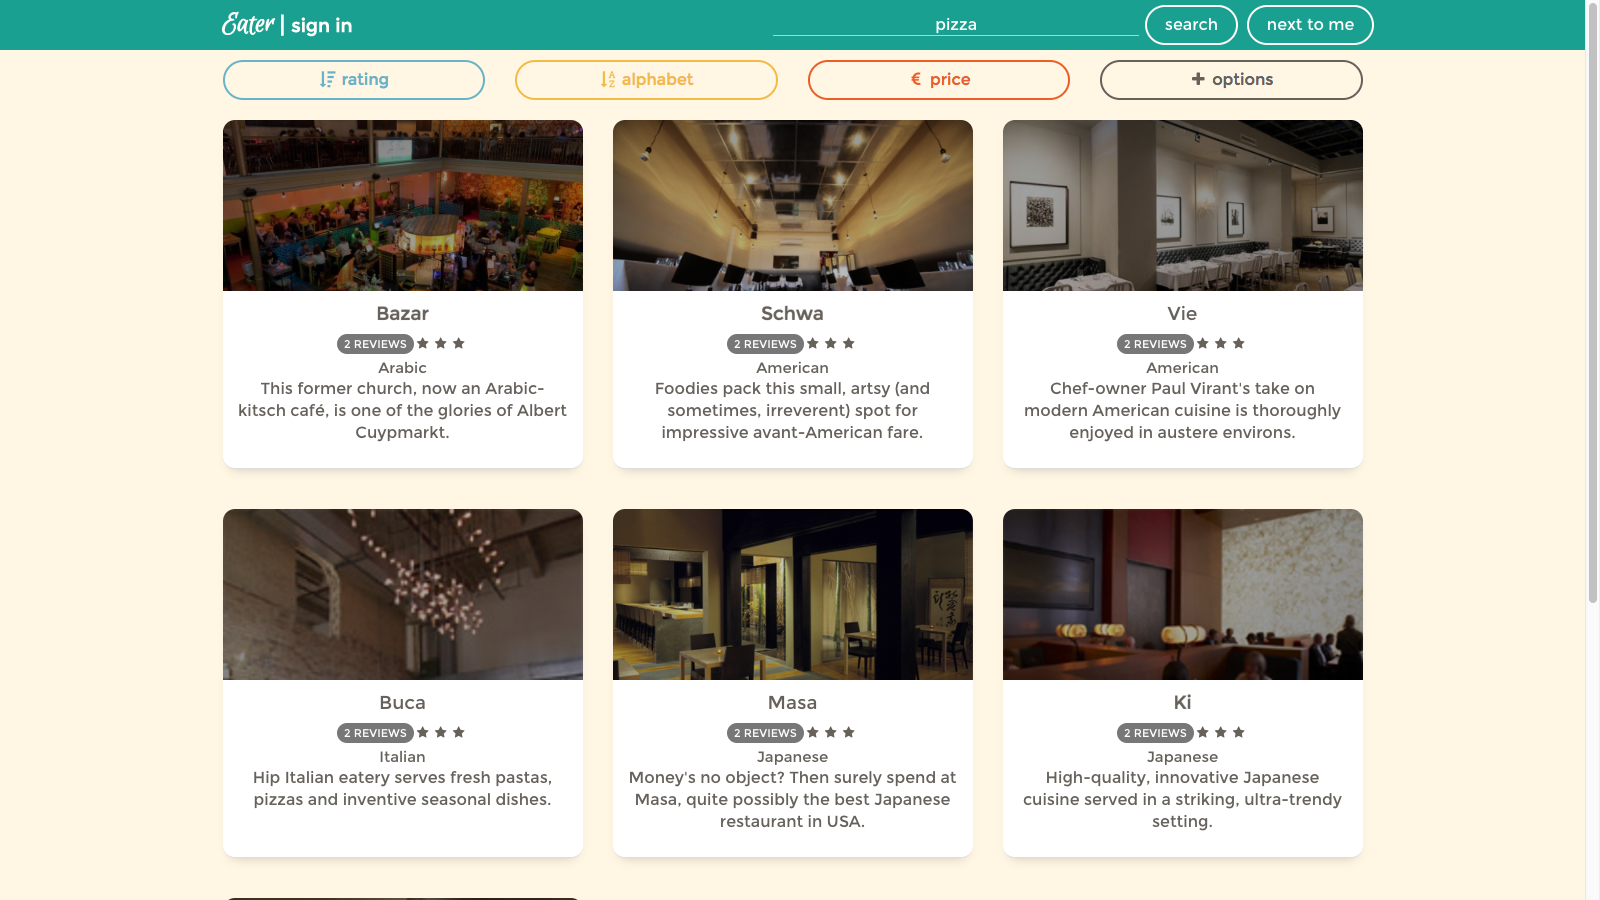 Eater | sign in
pizza
search
next to me
rating
alphabet
€ price
options
Bazar
2 REVIEWS
Arabic
This former church, now an Arabic-
kitsch café, is one of the glories of Albert
Cuypmarkt.
Schwa
2 REVIEWS
American
Foodies pack this small, artsy (and
sometimes, irreverent) spot for
impressive avant-American fare.
Vie
2 REVIEWS
American
Chef-owner Paul Virant's take on
modern American cuisine is thoroughly
enjoyed in austere environs.
Buca
2 REVIEWS
Italian
Hip Italian eatery serves fresh pastas,
pizzas and inventive seasonal dishes.
Masa
2 REVIEWS
Japanese
Money's no object? Then surely spend at
Masa, quite possibly the best Japanese
restaurant in USA.
Ki
2 REVIEWS
Japanese
High-quality, innovative Japanese
cuisine served in a striking, ultra-trendy
setting.